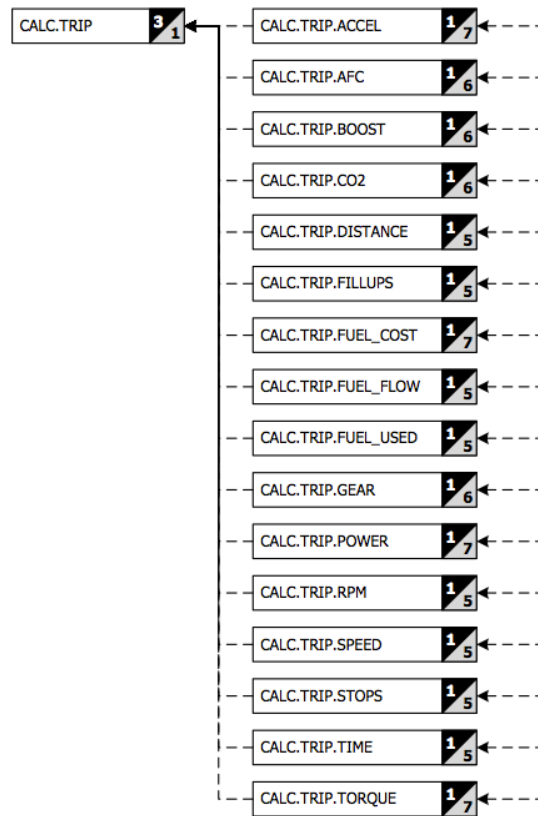 CALC.TRIP 3 1
CALC.TRIP.ACCEL 1 7
CALC.TRIP.AFC 1 6
CALC.TRIP.BOOST 1 6
CALC.TRIP.CO2 1 6
CALC.TRIP.DISTANCE 1 5
CALC.TRIP.FILLUPS 1 5
CALC.TRIP.FUEL_COST 1 7
CALC.TRIP.FUEL_FLOW 1 5
CALC.TRIP.FUEL_USED 1 5
CALC.TRIP.GEAR 1 6
CALC.TRIP.POWER 1 7
CALC.TRIP.RPM 1 5
CALC.TRIP.SPEED 1 5
CALC.TRIP.STOPS 1 5
CALC.TRIP.TIME 1 5
CALC.TRIP.TORQUE 1 7